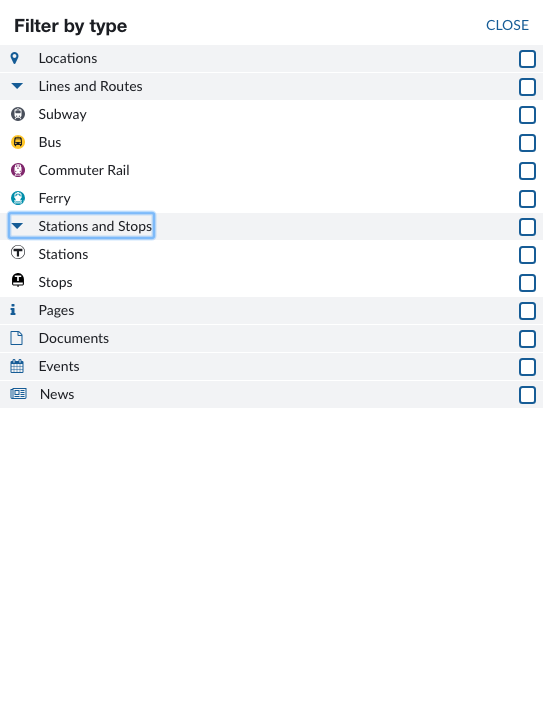 Filter by type
CLOSE
Locations
Lines and Routes
Subway
Bus
Commuter Rail
Ferry
Stations and Stops
Stations
Stops
Pages
Documents
Events
News